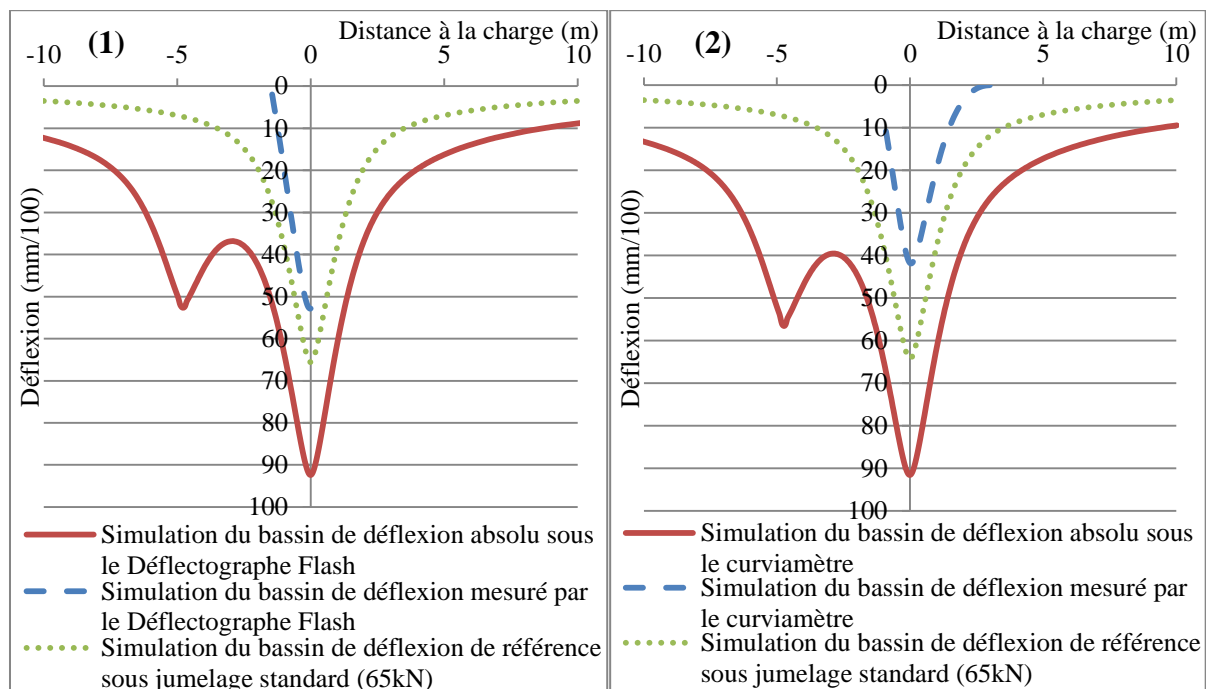 (1)
Distance à la charge (m)
-10 -5 0 5 10
0
10
20
30
40
50
60
70
80
90
100
Déflexion (mm/100)
Simulation du bassin de déflexion absolu sous
le Déflectographe Flash
Simulation du bassin de déflexion mesuré par
le Déflectographe Flash
Simulation du bassin de déflexion de référence
sous jumelage standard (65kN)
(2)
Distance à la charge (m)
-10 -5 0 5 10
0
10
20
30
40
50
60
70
80
90
100
Déflexion (mm/100)
Simulation du bassin de déflexion absolu sous
le curviamètre
Simulation du bassin de déflexion mesuré par
le curviamètre
Simulation du bassin de déflexion de référence
sous jumelage standard (65kN)